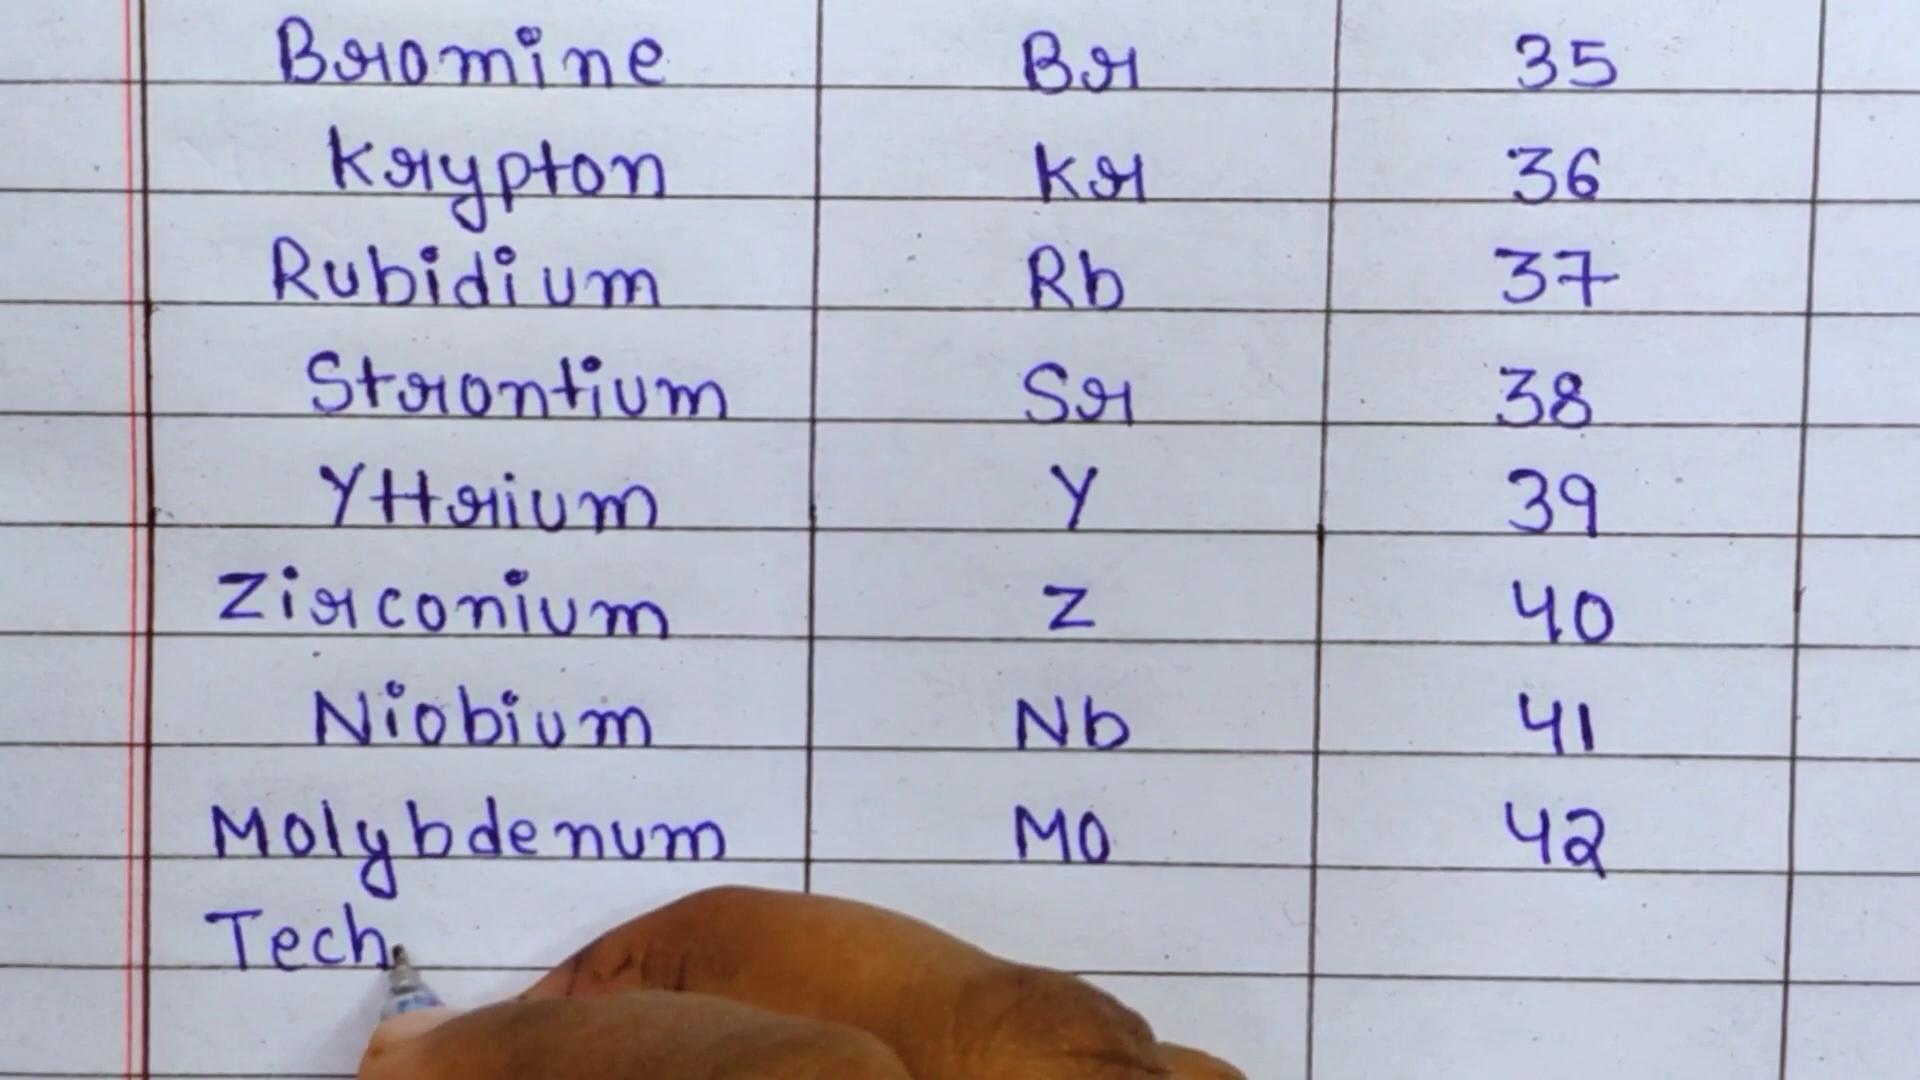 Bromine Br 35
Krypton Kr 36
Rubidium Rb 37
Strontium Sr 38
Yttrium Y 39
Zirconium Z 40
Niobium Nb 41
Molybdenum MO 42
Tech